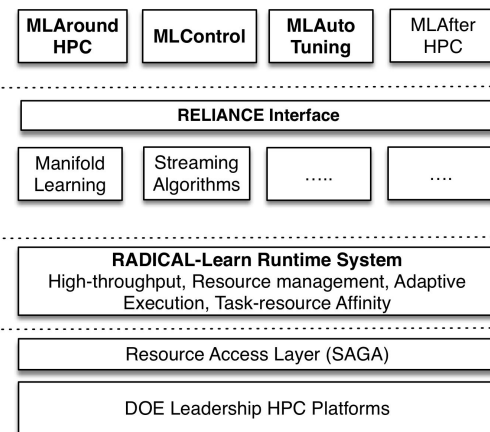 MLAround
HPC
MLControl
MLAuto
Tuning
MLAfter
HPC
RELIANCE Interface
Manifold
Learning
Streaming
Algorithms
.....
....
RADICAL-Learn Runtime System
High-throughput, Resource management, Adaptive
Execution, Task-resource Affinity
Resource Access Layer (SAGA)
DOE Leadership HPC Platforms